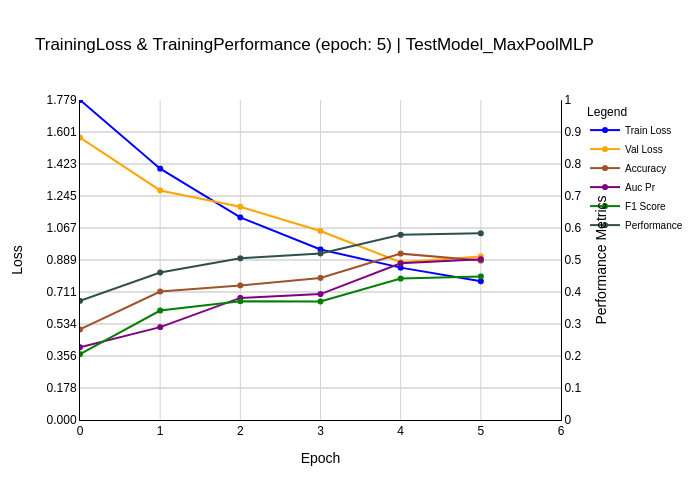 TrainingLoss & TrainingPerformance (epoch: 5) | TestModel_MaxPoolMLP
Legend
Train Loss
Val Loss
Accuracy
Auc Pr
F1 Score
Performance
Loss
1.779
1.601
1.423
1.245
1.067
0.889
0.711
0.534
0.356
0.178
0.000
1
0.9
0.8
0.7
0.6
0.5
0.4
0.3
0.2
0.1
0
Performance Metrics
0 1 2 3 4 5 6
Epoch